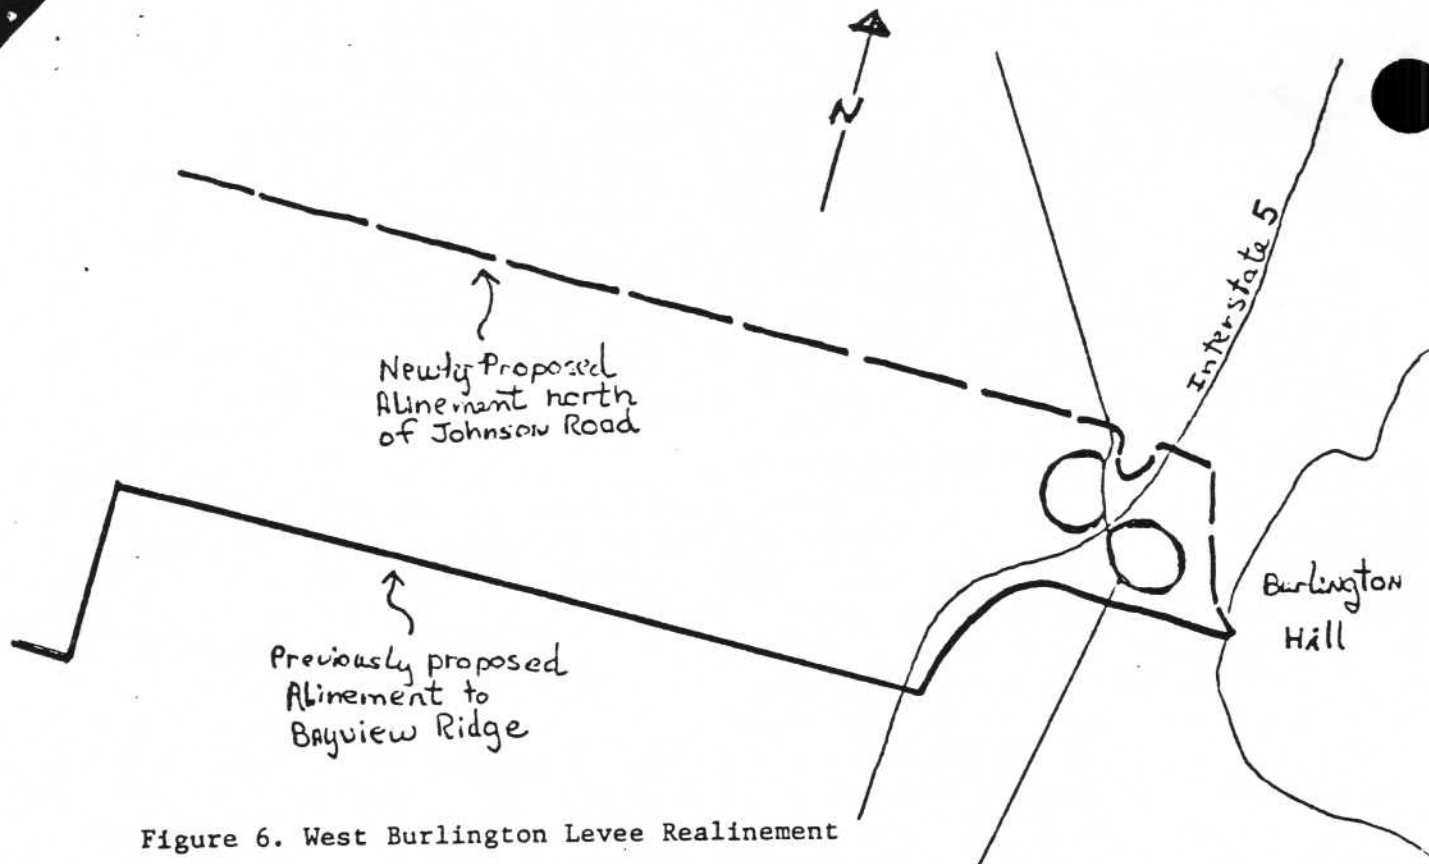 N
Interstate 5
Newly Proposed
Alinement north
of Johnson Road
Burlington
Hill
Previously proposed
Alinement to
Bayview Ridge
Figure 6. West Burlington Levee Realinement